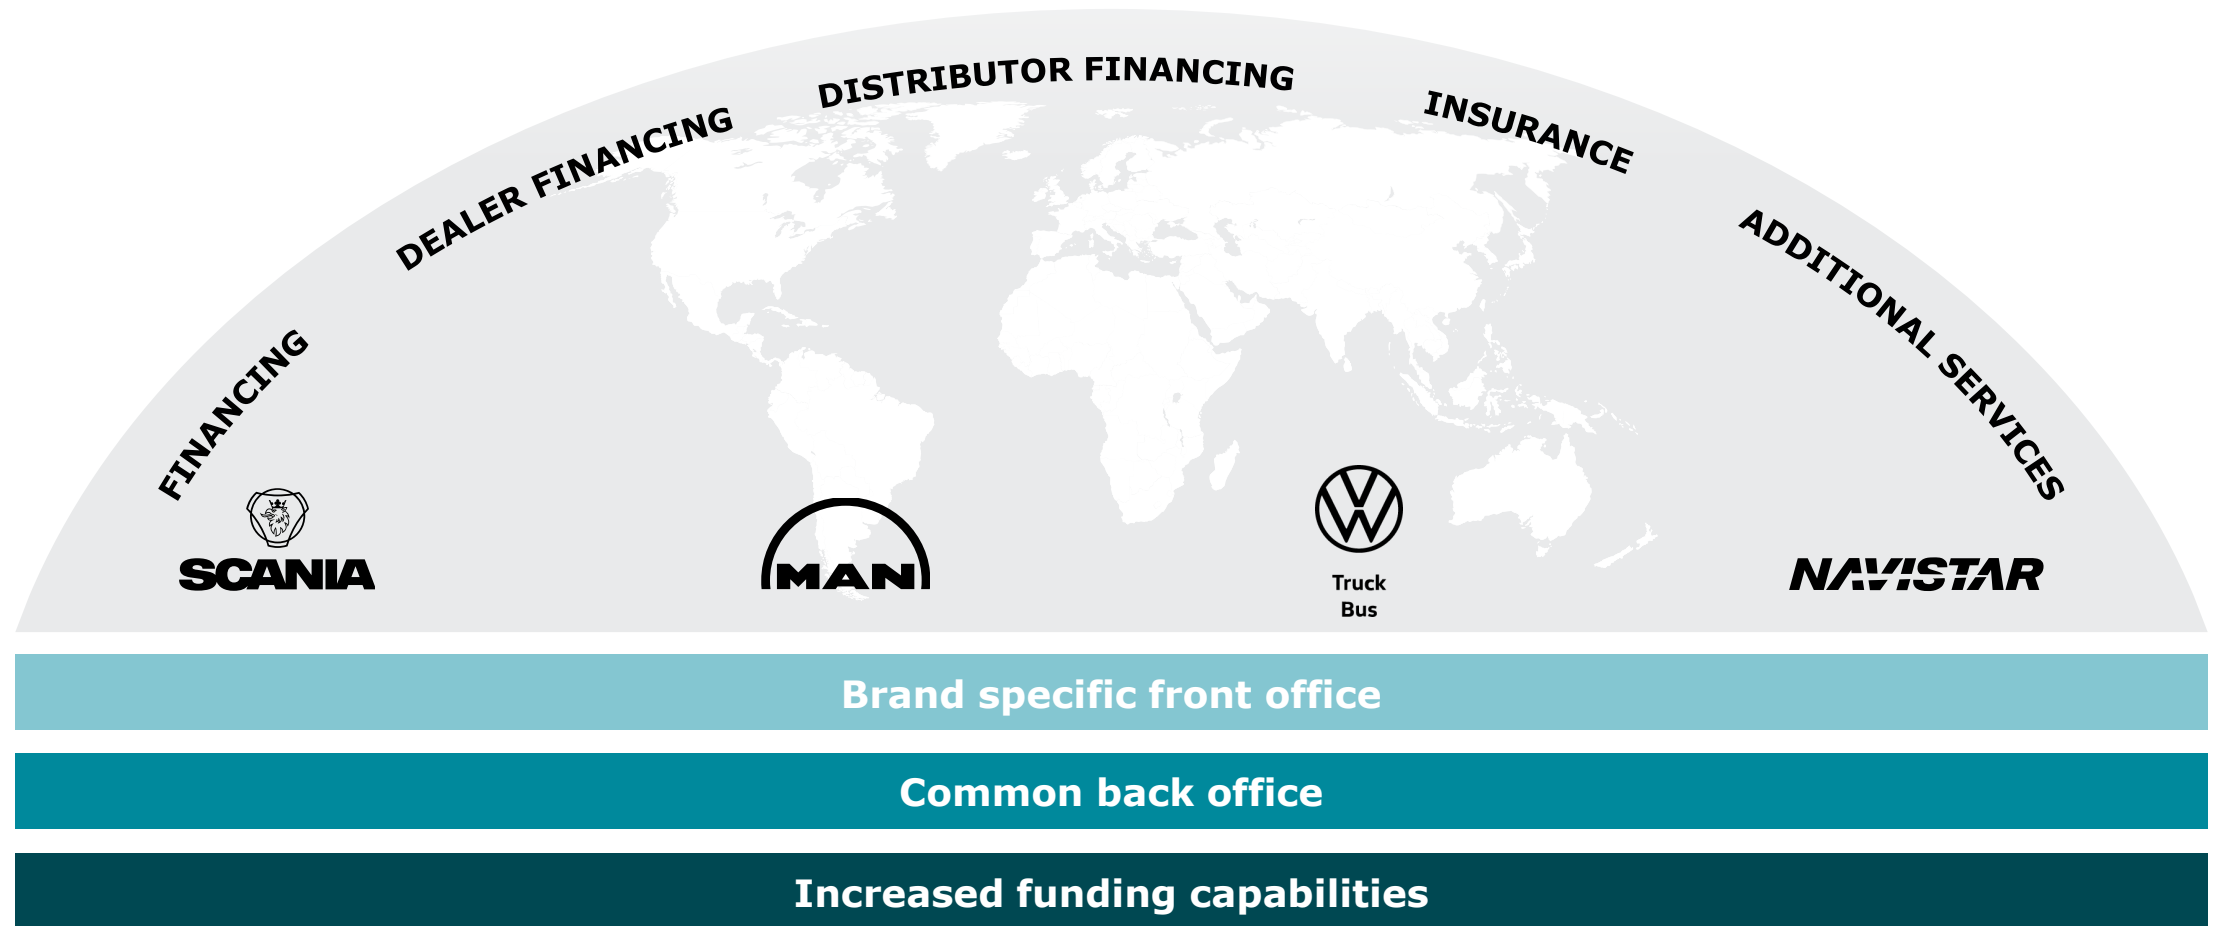 FINANCING
DEALER FINANCING
DISTRIBUTOR FINANCING
INSURANCE
ADDITIONAL SERVICES
SCANIA
MAN
Truck
Bus
NAVISTAR
Brand specific front office
Common back office
Increased funding capabilities